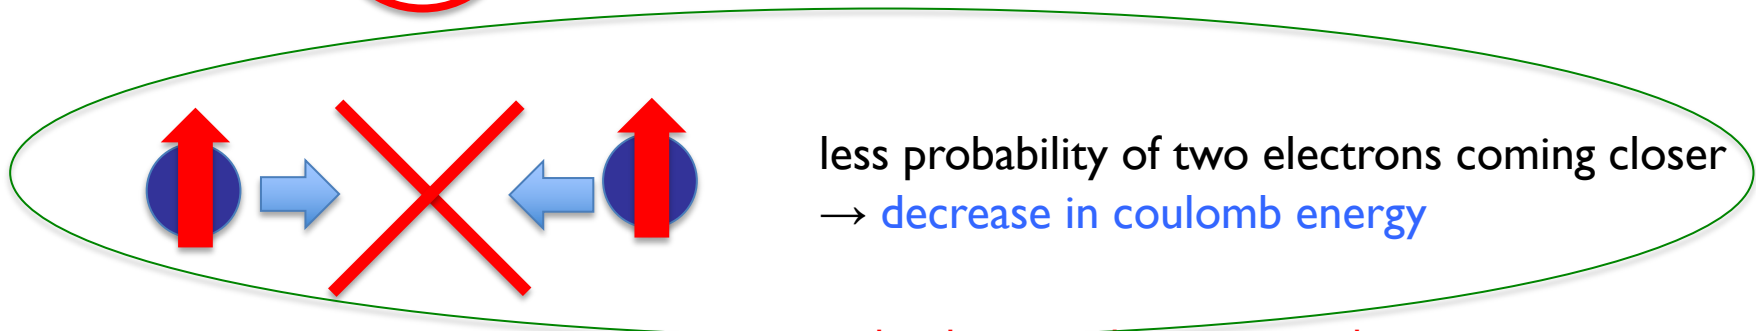 less probability of two electrons coming closer
→ decrease in coulomb energy